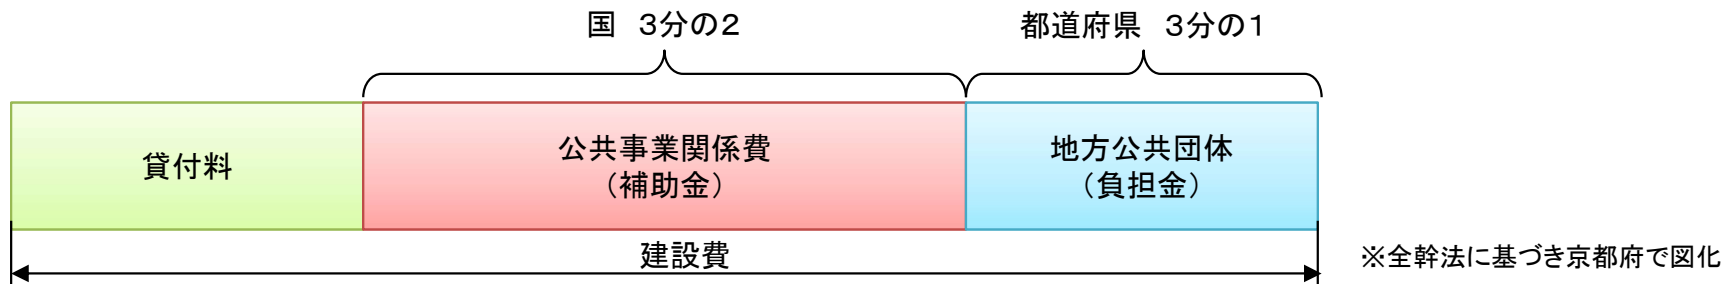 国　３分の２
都道府県　３分の１
貸付料
公共事業関係費
（補助金）
地方公共団体
（負担金）
建設費
※全幹法に基づき京都府で図化